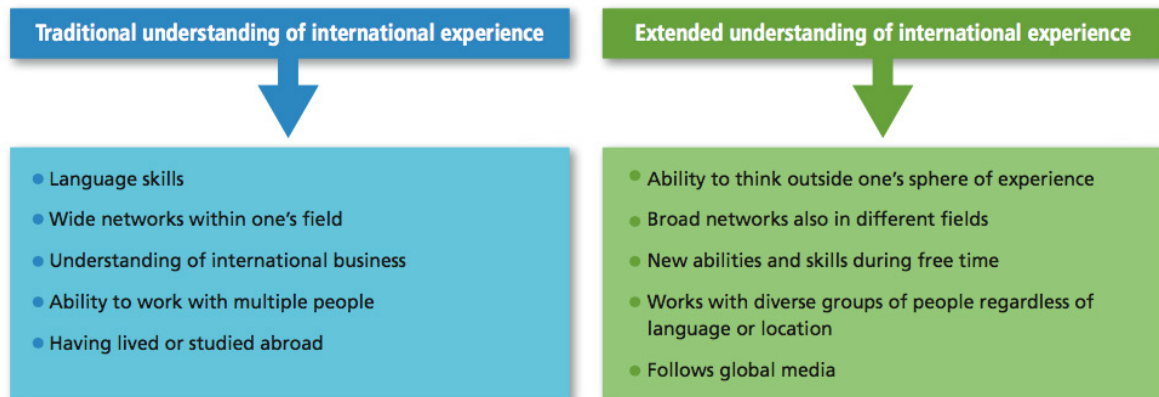 Traditional understanding of international experience
Language skills
Wide networks within one’s field
Understanding of international business
Ability to work with multiple people
Having lived or studied abroad
Extended understanding of international experience
Ability to think outside one’s sphere of experience
Broad networks also in different fields
New abilities and skills during free time
Works with diverse groups of people regardless of
language or location
Follows global media